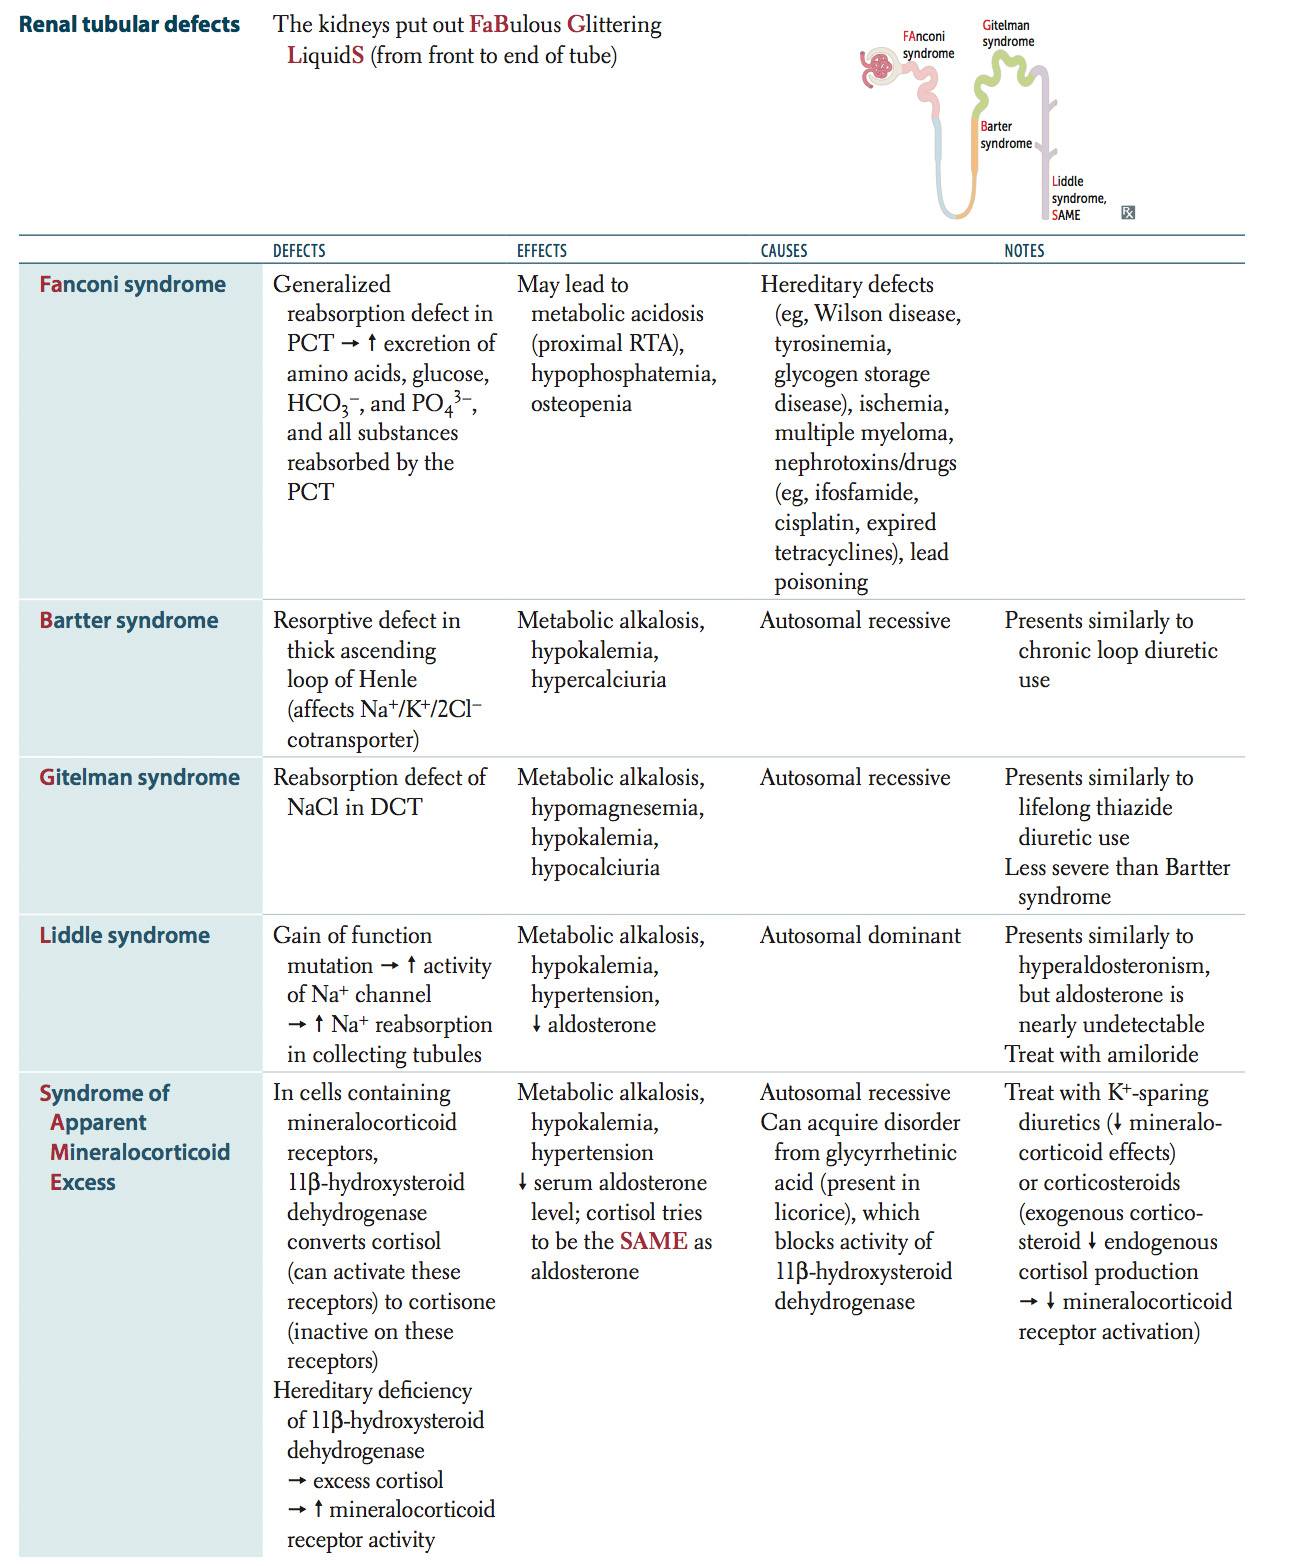 Renal tubular defects
The kidneys put out FaBulous Glittering
LiquidS (from front to end of tube)
FAnconi
syndrome
Gitelman
syndrome
Barter
syndrome
Liddle
syndrome,
SAME
Rx
DEFECTS
EFFECTS
CAUSES
NOTES
Fanconi syndrome
Generalized
reabsorption defect in
PCT → ↑ excretion of
amino acids, glucose,
HCO₃⁻, and PO₄³⁻,
and all substances
reabsorbed by the
PCT
May lead to
metabolic acidosis
(proximal RTA),
hypophosphatemia,
osteopenia
Hereditary defects
(eg, Wilson disease,
tyrosinemia,
glycogen storage
disease), ischemia,
multiple myeloma,
nephrotoxins/drugs
(eg, ifosfamide,
cisplatin, expired
tetracyclines), lead
poisoning
Bartter syndrome
Resorptive defect in
thick ascending
loop of Henle
(affects Na⁺/K⁺/2Cl⁻
cotransporter)
Metabolic alkalosis,
hypokalemia,
hypercalciuria
Autosomal recessive
Presents similarly to
chronic loop diuretic
use
Gitelman syndrome
Reabsorption defect of
NaCl in DCT
Metabolic alkalosis,
hypomagnesemia,
hypokalemia,
hypocalciuria
Autosomal recessive
Presents similarly to
lifelong thiazide
diuretic use
Less severe than Bartter
syndrome
Liddle syndrome
Gain of function
mutation → ↑ activity
of Na⁺ channel
→ ↑ Na⁺ reabsorption
in collecting tubules
Metabolic alkalosis,
hypokalemia,
hypertension,
↓ aldosterone
Autosomal dominant
Presents similarly to
hyperaldosteronism,
but aldosterone is
nearly undetectable
Treat with amiloride
Syndrome of
Apparent
Mineralocorticoid
Excess
In cells containing
mineralocorticoid
receptors,
11β-hydroxysteroid
dehydrogenase
converts cortisol
(can activate these
receptors) to cortisone
(inactive on these
receptors)
Hereditary deficiency
of 11β-hydroxysteroid
dehydrogenase
→ excess cortisol
→ ↑ mineralocorticoid
receptor activity
Metabolic alkalosis,
hypokalemia,
hypertension
↓ serum aldosterone
level; cortisol tries
to be the SAME as
aldosterone
Autosomal recessive
Can acquire disorder
from glycyrrhetinic
acid (present in
licorice), which
blocks activity of
11β-hydroxysteroid
dehydrogenase
Treat with K⁺-sparing
diuretics (↓ mineralo-
corticoid effects)
or corticosteroids
(exogenous cortico-
steroid ↓ endogenous
cortisol production
→ ↓ mineralocorticoid
receptor activation)